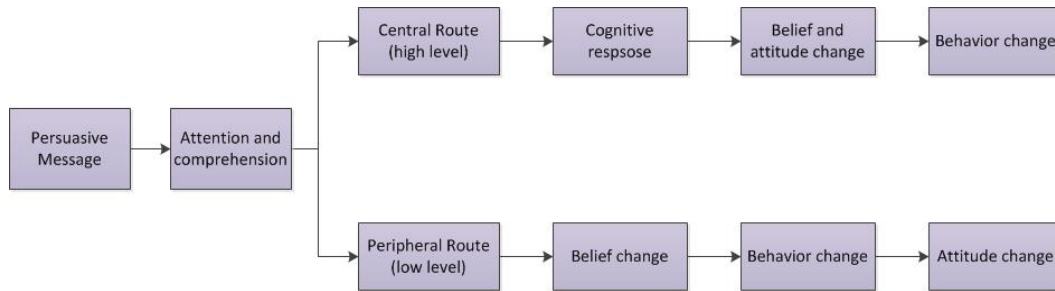 Central Route
(high level)
Cognitive
respsose
Belief and
attitude change
Behavior change
Persuasive
Message
Attention and
comprehension
Peripheral Route
(low level)
Belief change
Behavior change
Attitude change